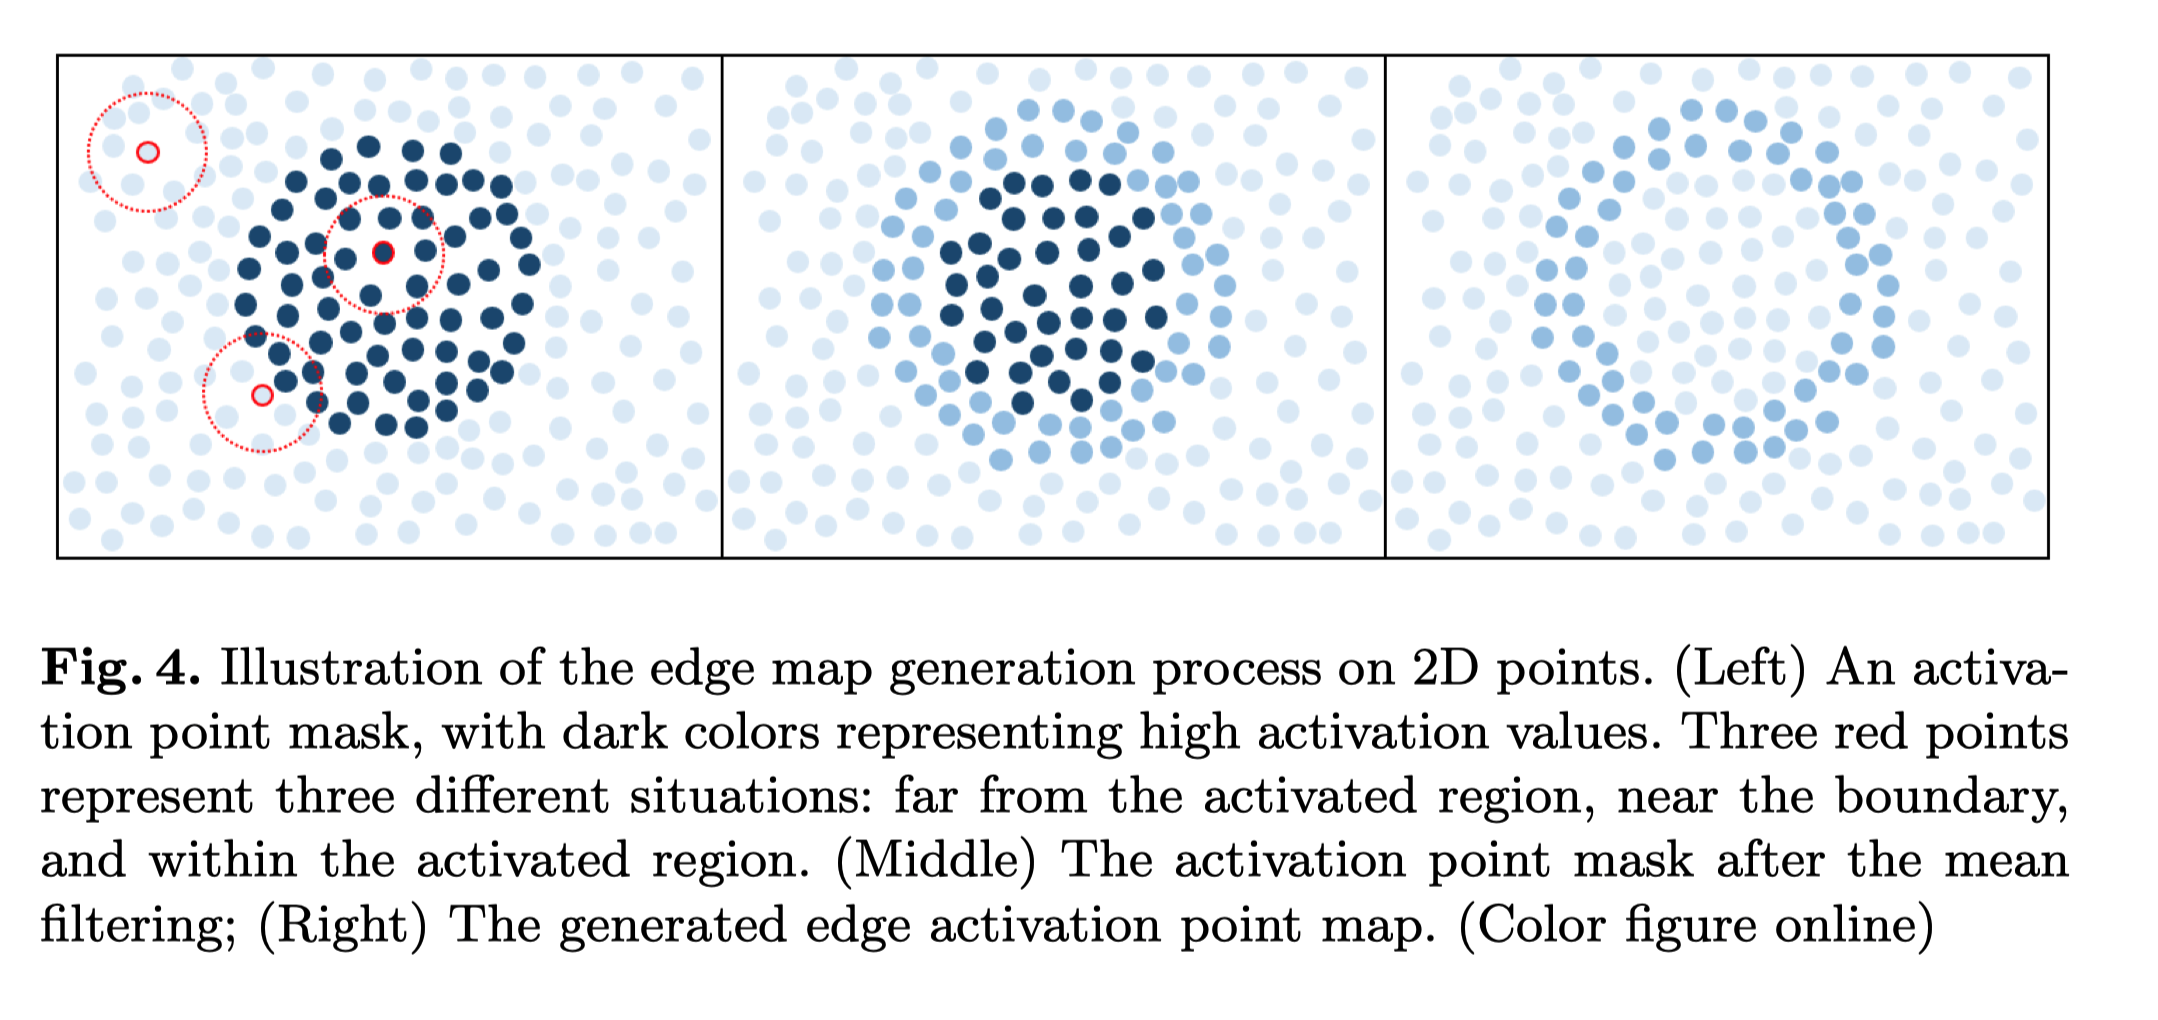 Fig. 4. Illustration of the edge map generation process on 2D points. (Left) An activa-
tion point mask, with dark colors representing high activation values. Three red points
represent three different situations: far from the activated region, near the boundary,
and within the activated region. (Middle) The activation point mask after the mean
filtering; (Right) The generated edge activation point map. (Color figure online)